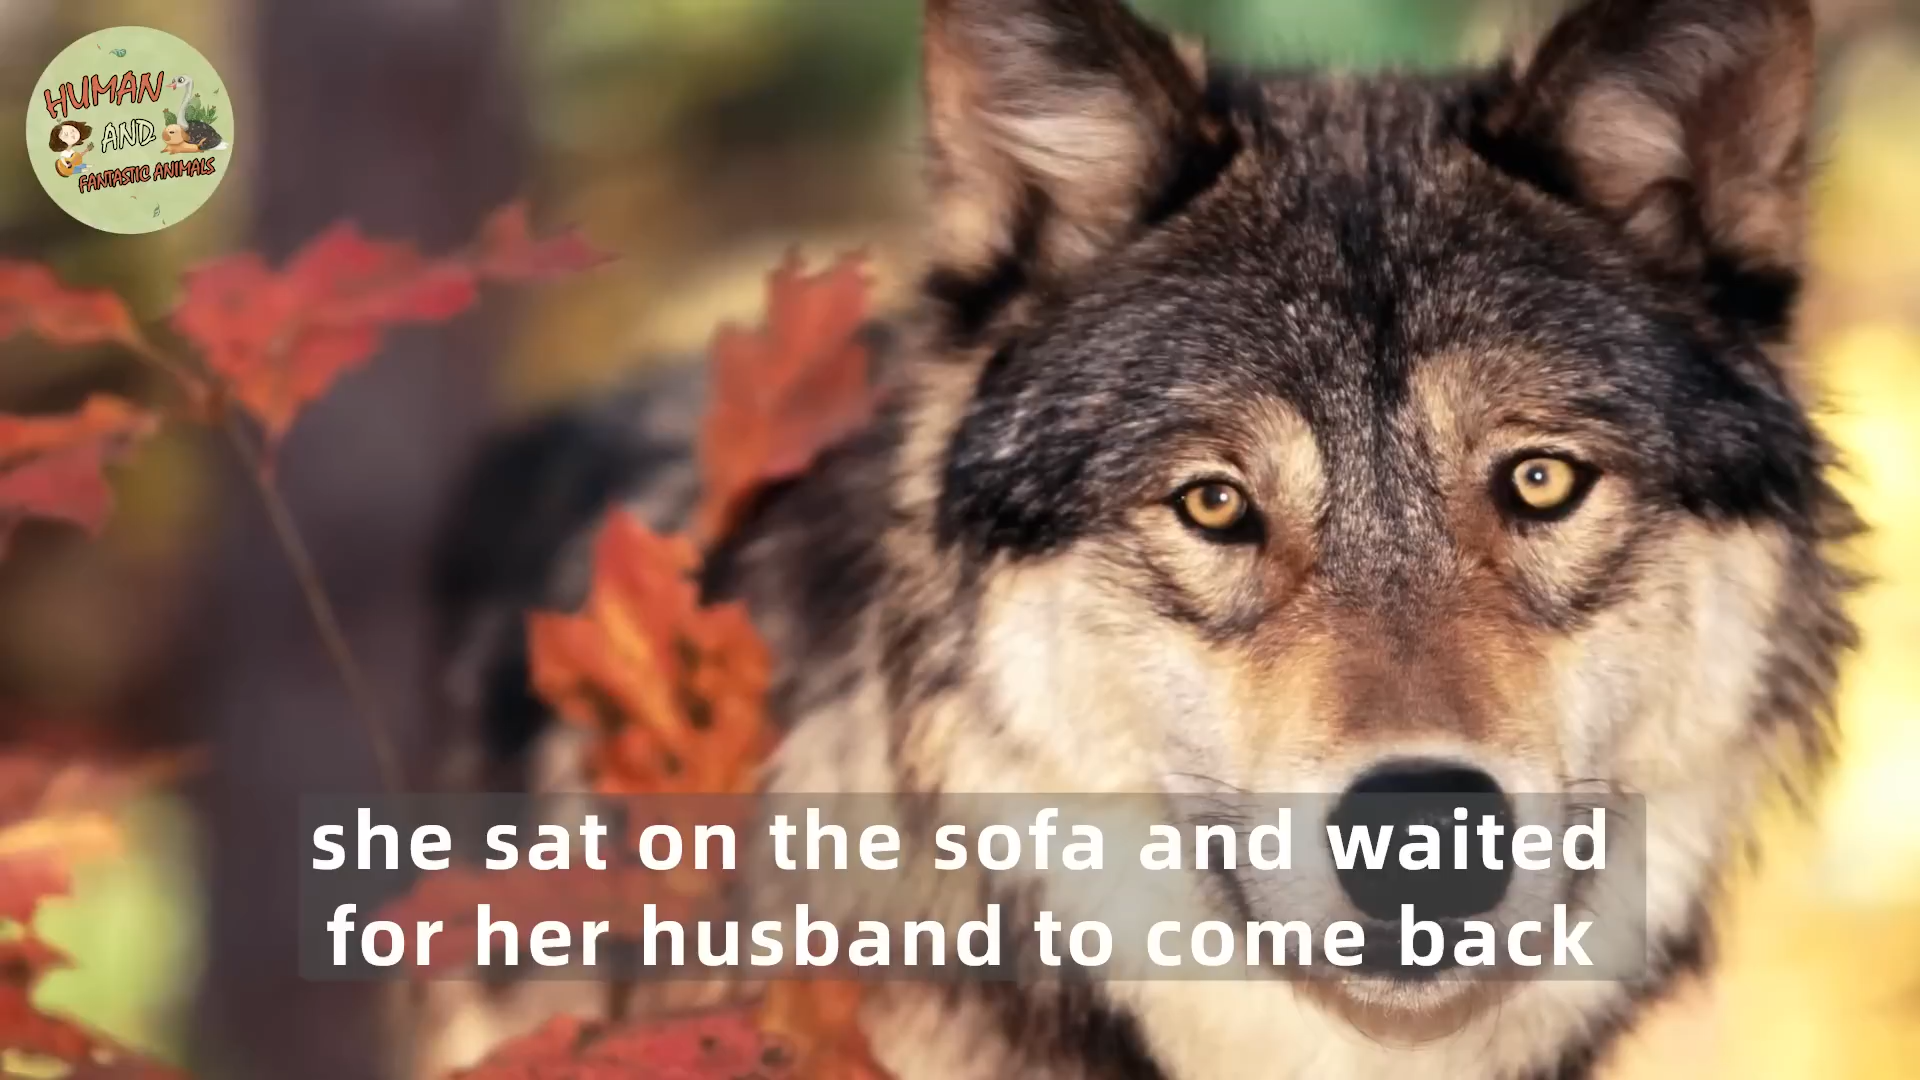 HUMAN
AND
FANTASTIC ANIMALS
she sat on the sofa and waited
for her husband to come back